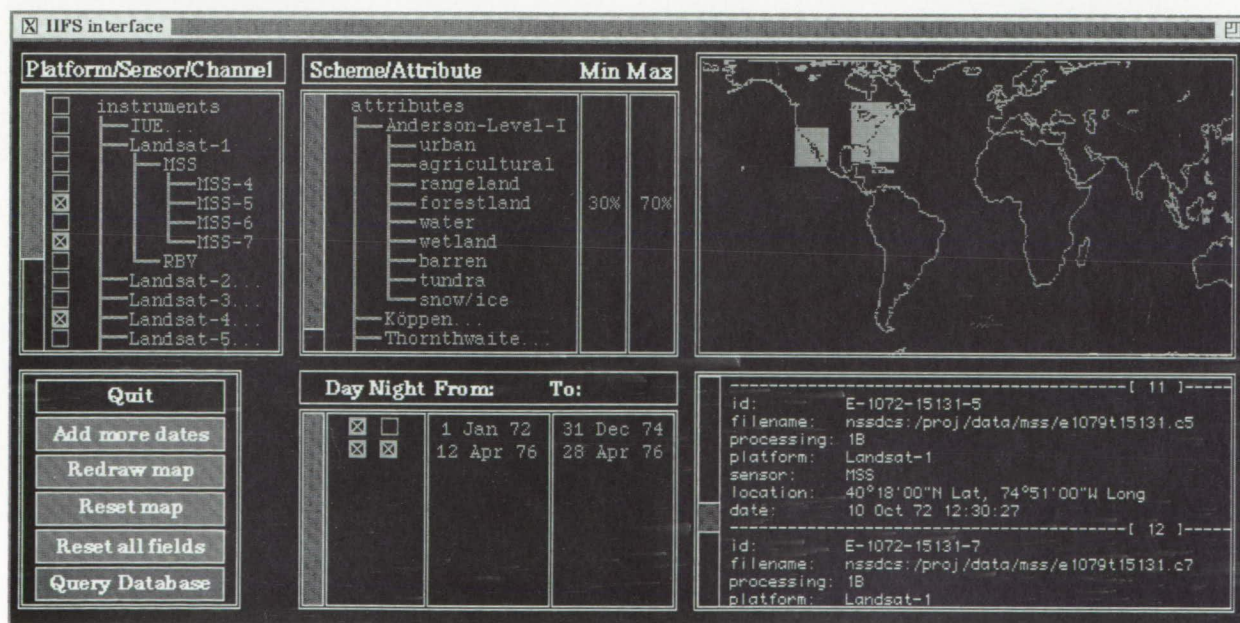 IIFS interface
Platform/Sensor/Channel
instruments
IUE...
Landsat-1
MSS
MSS-4
MSS-5
MSS-6
MSS-7
RBV
Landsat-2...
Landsat-3...
Landsat-4...
Landsat-5...
Scheme/Attribute Min Max
attributes
Anderson-Level-I
urban
agricultural
rangeland
forestland 30% 70%
water
wetland
barren
tundra
snow/ice
Köppen...
Thornthwaite...
Quit
Add more dates
Redraw map
Reset map
Reset all fields
Query Database
Day Night From: To:
1 Jan 72 31 Dec 74
12 Apr 76 28 Apr 76
[ 11 ]
id: E-1072-15131-5
filename: nssdcs:/proj/data/mss/e1079t15131.c5
processing: 1B
platform: Landsat-1
sensor: MSS
location: 40°18'00"N Lat, 74°51'00"W Long
date: 10 Oct 72 12:30:27
[ 12 ]
id: E-1072-15131-7
filename: nssdcs:/proj/data/mss/e1079t15131.c7
processing: 1B
platform: Landsat-1